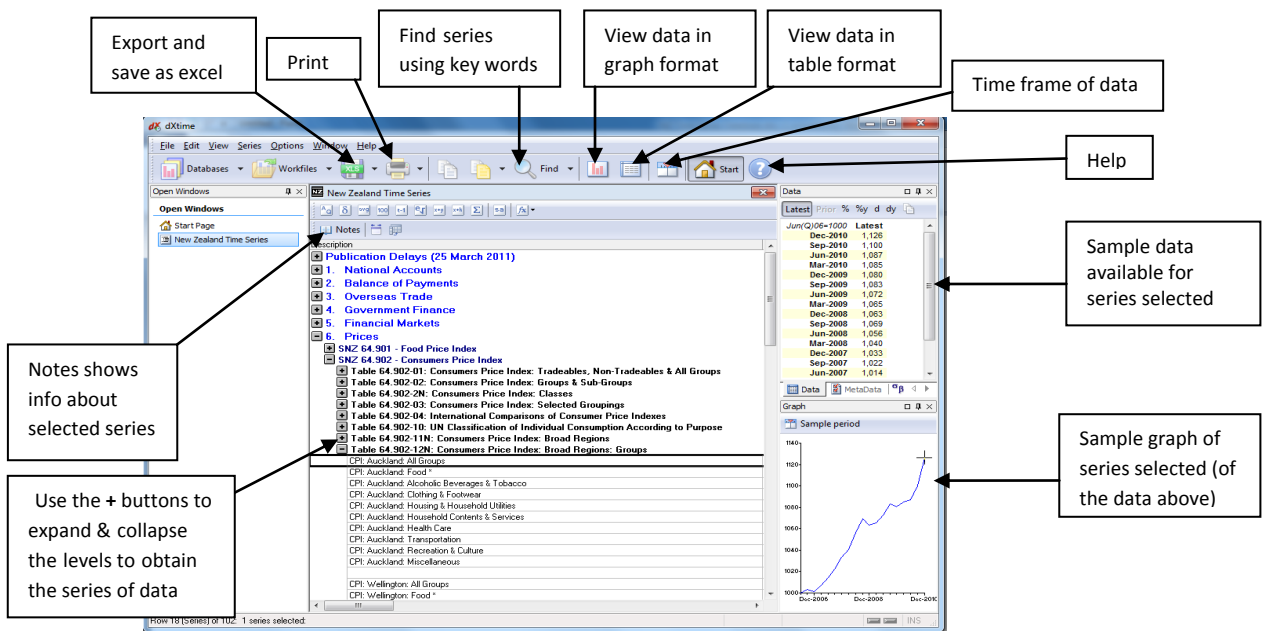 Export and
save as excel
Print
Find series
using key words
View data in
graph format
View data in
table format
Time frame of data
Help
Sample data
available for
series selected
Sample graph of
series selected (of
the data above)
Notes shows
info about
selected series
Use the + buttons to
expand & collapse
the levels to obtain
the series of data
dXtime
File Edit View Series Options Window Help
Databases Workfiles XLS Find Start
Open Windows
Open Windows
Start Page
New Zealand Time Series
NZ New Zealand Time Series
Notes
Description
Publication Delays (25 March 2011)
1. National Accounts
2. Balance of Payments
3. Overseas Trade
4. Government Finance
5. Financial Markets
6. Prices
SNZ 64.901 - Food Price Index
SNZ 64.902 - Consumers Price Index
Table 64.902-01: Consumers Price Index: Tradeables, Non-Tradeables & All Groups
Table 64.902-02: Consumers Price Index: Groups & Sub-Groups
Table 64.902-2N: Consumers Price Index: Classes
Table 64.902-03: Consumers Price Index: Selected Groupings
Table 64.902-04: International Comparisons of Consumer Price Indexes
Table 64.902-10: UN Classification of Individual Consumption According to Purpose
Table 64.902-11N: Consumers Price Index: Broad Regions
Table 64.902-12N: Consumers Price Index: Broad Regions: Groups
CPI: Auckland: All Groups
CPI: Auckland: Food *
CPI: Auckland: Alcoholic Beverages & Tobacco
CPI: Auckland: Clothing & Footwear
CPI: Auckland: Housing & Household Utilities
CPI: Auckland: Household Contents & Services
CPI: Auckland: Health Care
CPI: Auckland: Transportation
CPI: Auckland: Recreation & Culture
CPI: Auckland: Miscellaneous
CPI: Wellington: All Groups
CPI: Wellington: Food *
Data
Latest Prior % %y d dy
Jun(Q)06=1000 Latest
Dec-2010 1,126
Sep-2010 1,100
Jun-2010 1,087
Mar-2010 1,085
Dec-2009 1,080
Sep-2009 1,083
Jun-2009 1,072
Mar-2009 1,065
Dec-2008 1,063
Sep-2008 1,069
Jun-2008 1,056
Mar-2008 1,040
Dec-2007 1,033
Sep-2007 1,022
Jun-2007 1,014
Data MetaData αβ
Graph
Sample period
1140
1120
1100
1080
1060
1040
1020
1000
Dec-2006 Dec-2008 Dec-2010
Row 18 (Series) of 102: 1 series selected:
INS